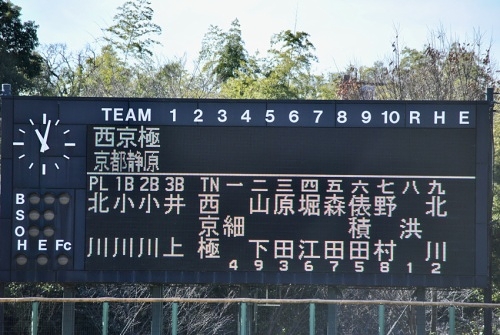 TEAM 1 2 3 4 5 6 7 8 9 10 R H E
西京極
京都静原
PL 1B 2B 3B TN 一 二 三 四 五 六 七 八 九
北 小 小 井 西 山 原 堀 森 俵 野 北
京 細 積 洪
川 川 川 上 極 下 田 江 田 田 村 川
4 9 3 6 7 5 8 1 2
B
S
O
H E Fc